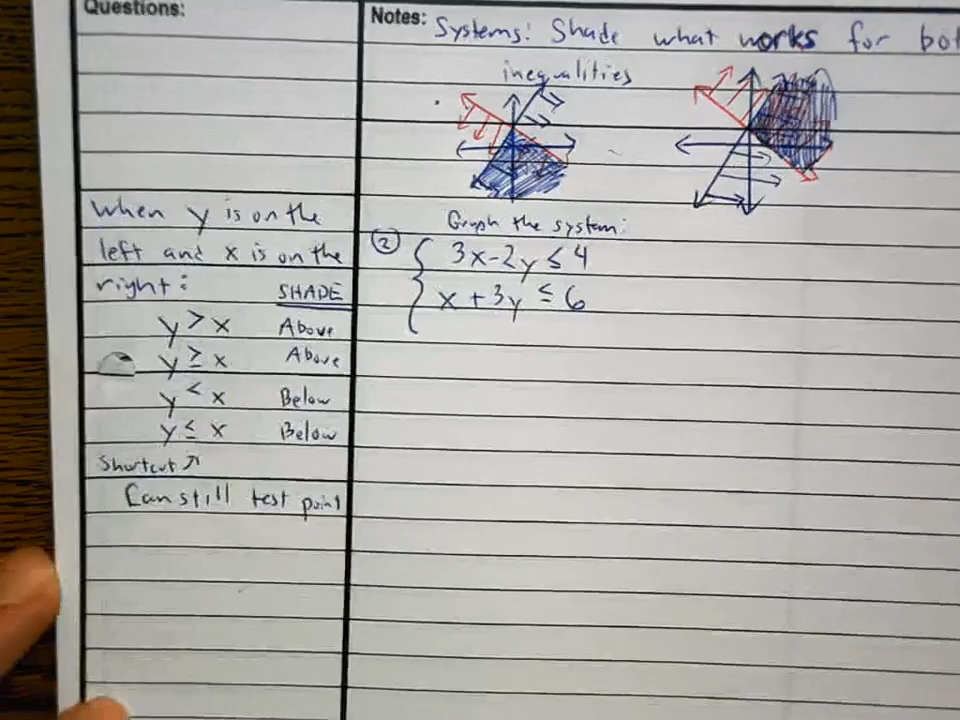 Questions:
Notes: Systems: Shade what works for bot
inequalities
When y is on the
left and x is on the
right: SHADE
y > x Above
y ≥ x Above
y < x Below
y ≤ x Below
Shortcut ↗
Can still test point
Graph the system:
② { 3x-2y ≤ 4
x + 3y ≤ 6